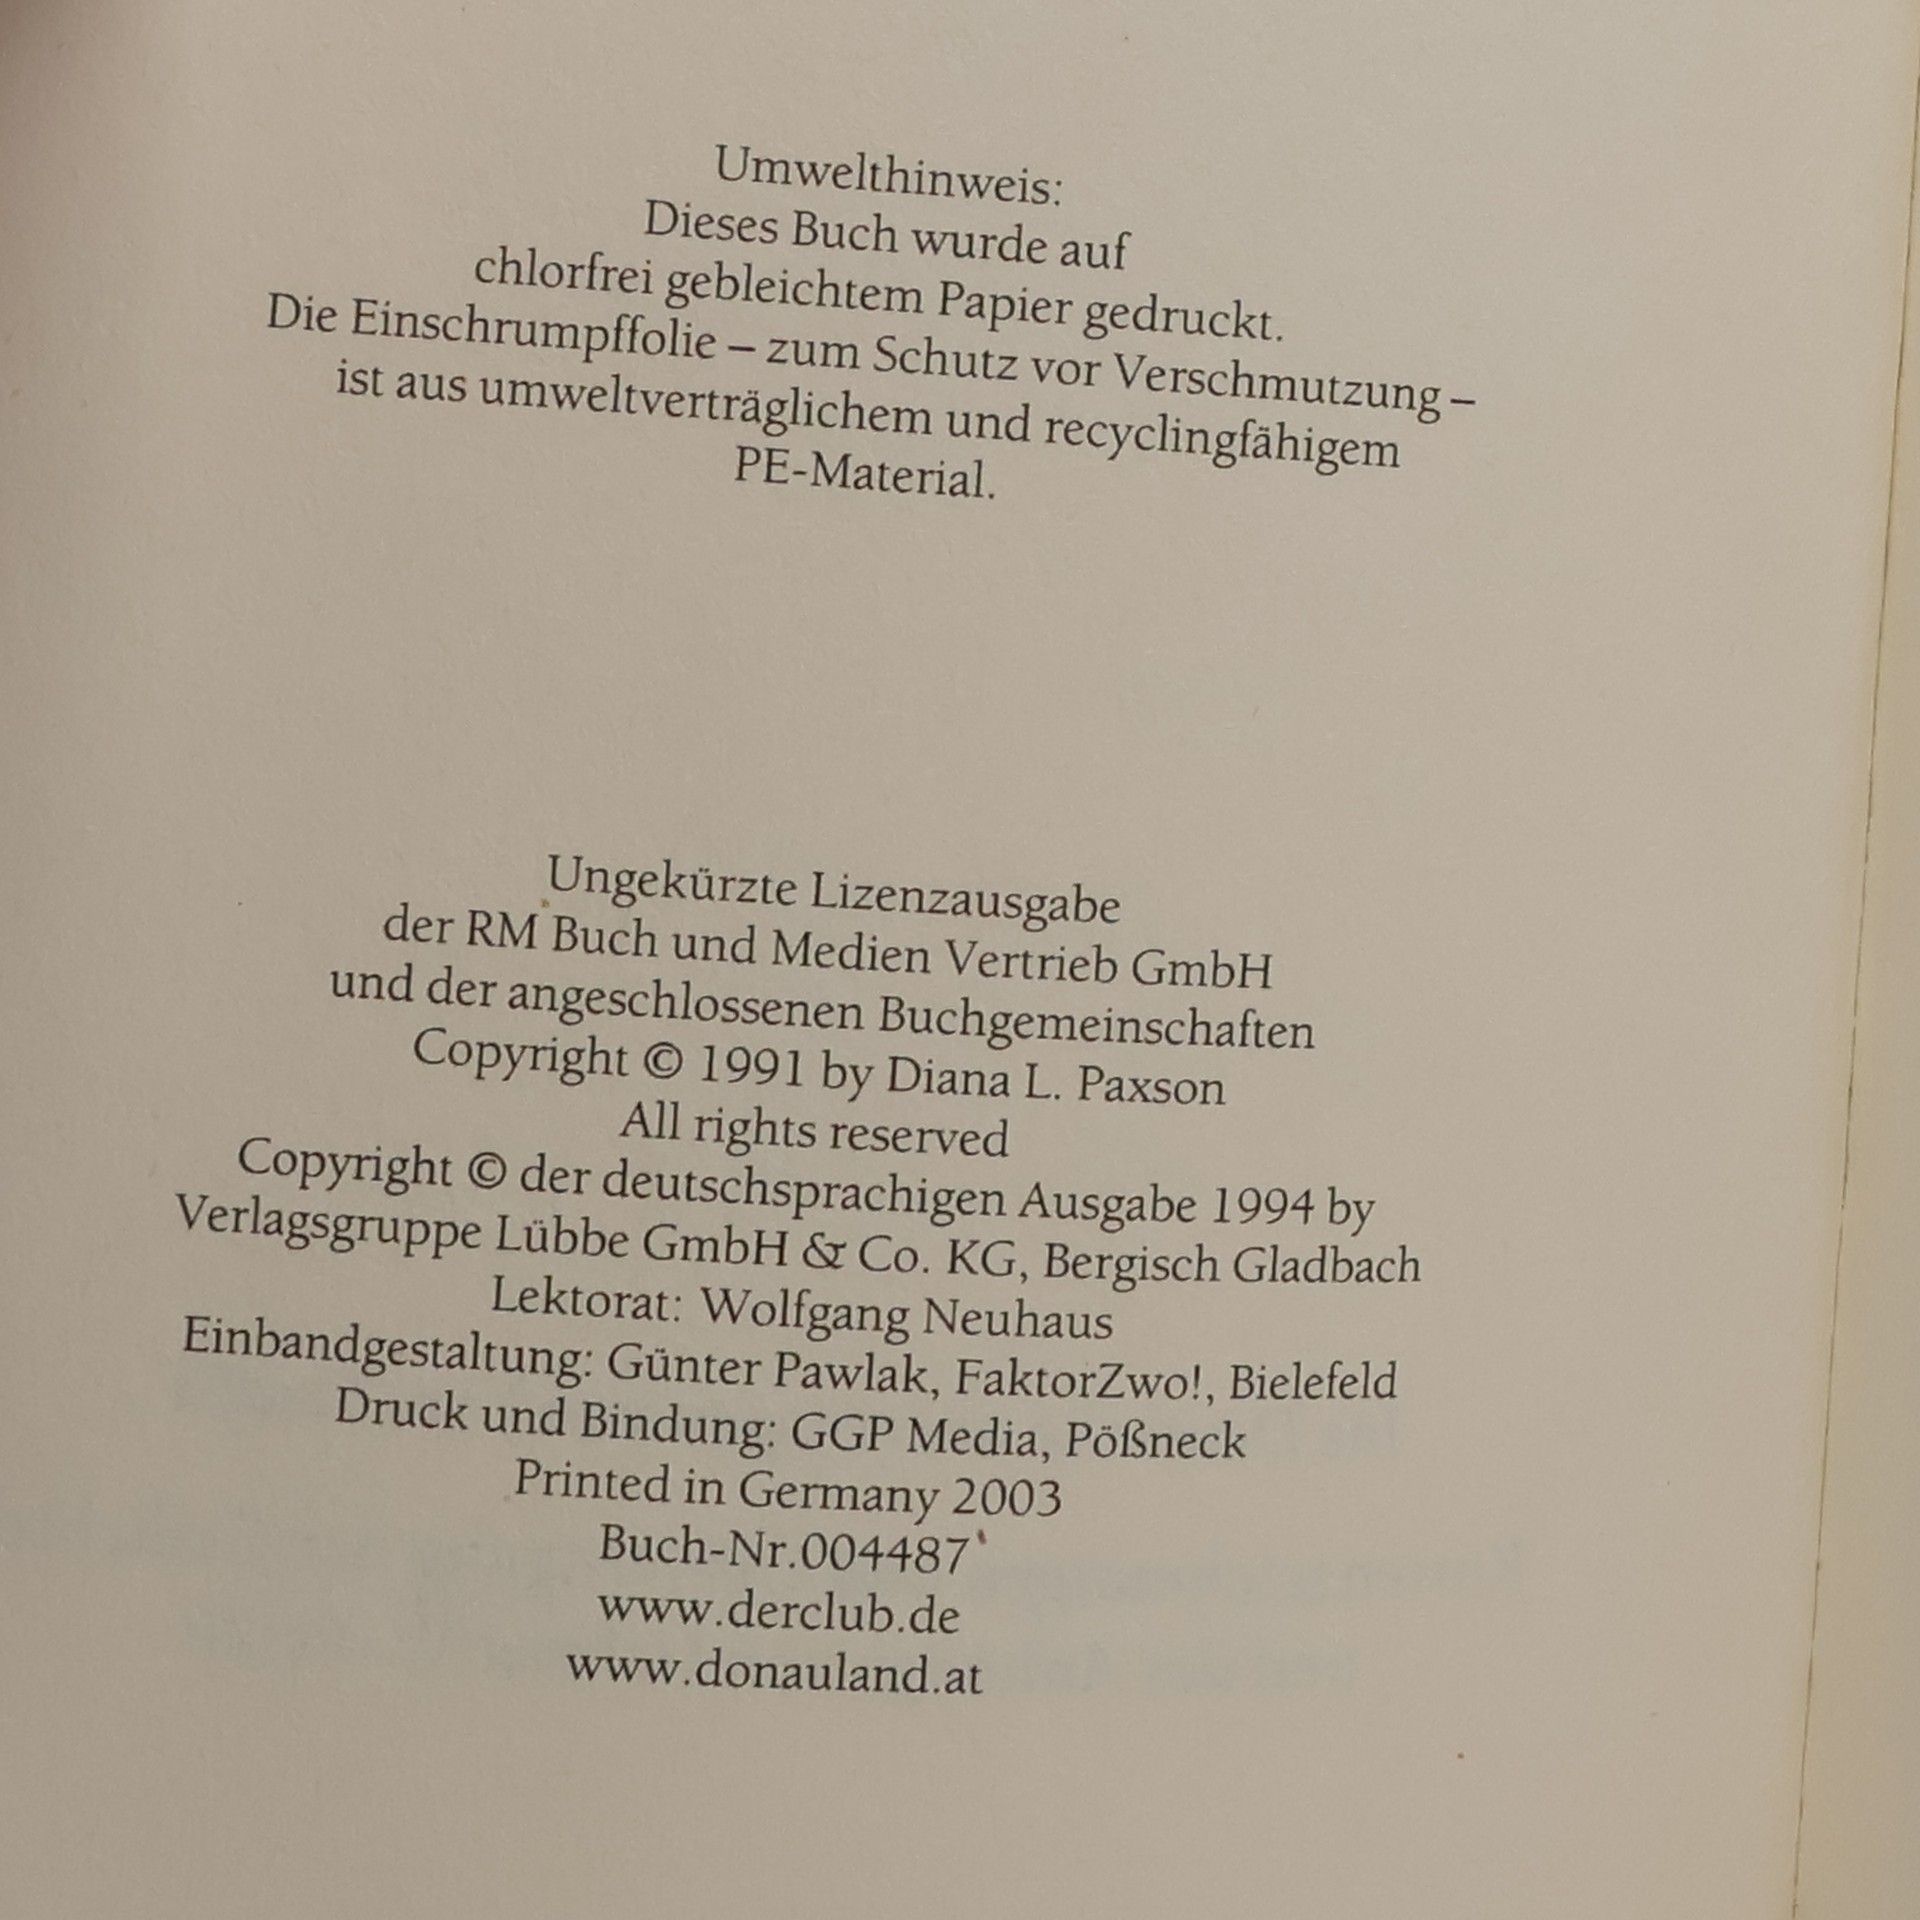 Umwelthinweis:
Dieses Buch wurde auf
chlorfrei gebleichtem Papier gedruckt.
Die Einschrumpffolie – zum Schutz vor Verschmutzung –
ist aus umweltverträglichem und recyclingfähigem
PE-Material.
Ungekürzte Lizenzausgabe
der RM Buch und Medien Vertrieb GmbH
und der angeschlossenen Buchgemeinschaften
Copyright © 1991 by Diana L. Paxson
All rights reserved
Copyright © der deutschsprachigen Ausgabe 1994 by
Verlagsgruppe Lübbe GmbH & Co. KG, Bergisch Gladbach
Lektorat: Wolfgang Neuhaus
Einbandgestaltung: Günter Pawlak, FaktorZwo!, Bielefeld
Druck und Bindung: GGP Media, Pößneck
Printed in Germany 2003
Buch-Nr.004487
www.derclub.de
www.donauland.at